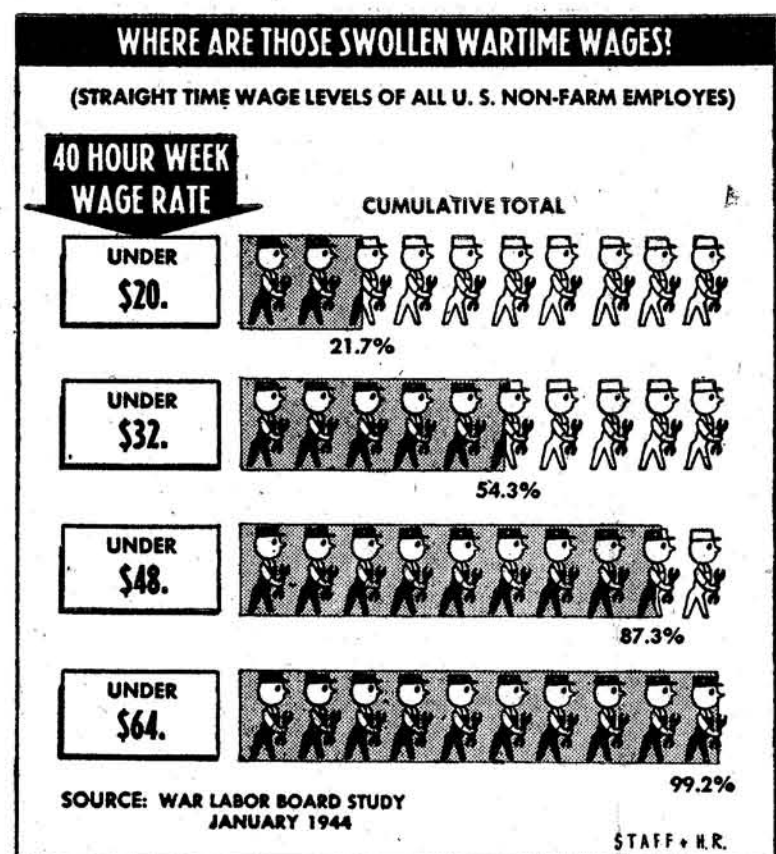 WHERE ARE THOSE SWOLLEN WARTIME WAGES?
(STRAIGHT TIME WAGE LEVELS OF ALL U. S. NON-FARM EMPLOYES)
40 HOUR WEEK
WAGE RATE
CUMULATIVE TOTAL
UNDER
$20.
21.7%
UNDER
$32.
54.3%
UNDER
$48.
87.3%
UNDER
$64.
99.2%
SOURCE: WAR LABOR BOARD STUDY
JANUARY 1944
STAFF + H.R.